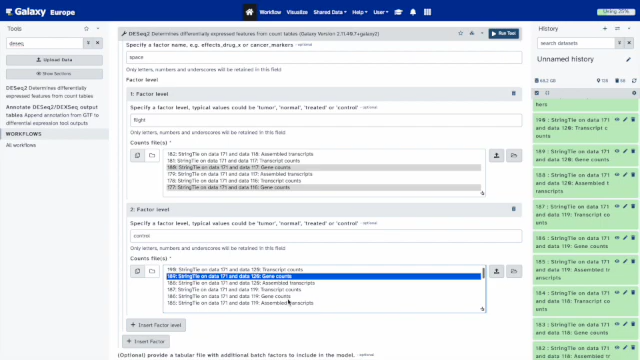 Galaxy Europe
Workflow Visualize Shared Data Help User
Using 25%
Tools
deseq
Upload Data
Show Sections
DESeq2 Determines differentially expressed features from count tables
Annotate DESeq2/DEXSeq output tables Append annotation from GTF to differential expression tool outputs
WORKFLOWS
All workflows
DESeq2 Determines differentially expressed features from count tables (Galaxy Version 2.11.40.7+galaxy2)
Run Tool
Specify a factor name, e.g. effects_drug_x or cancer_markers - optional
space
Only letters, numbers and underscores will be retained in this field
Factor level
1: Factor level
Specify a factor level, typical values could be 'tumor', 'normal', 'treated' or 'control' - optional
flight
Only letters, numbers and underscores will be retained in this field
Counts file(s) *
182: StringTie on data 171 and data 118: Assembled transcripts
181: StringTie on data 171 and data 117: Transcript counts
180: StringTie on data 171 and data 117: Gene counts
179: StringTie on data 171 and data 117: Assembled transcripts
178: StringTie on data 171 and data 116: Transcript counts
177: StringTie on data 171 and data 116: Gene counts
2: Factor level
Specify a factor level, typical values could be 'tumor', 'normal', 'treated' or 'control' - optional
control
Only letters, numbers and underscores will be retained in this field
Counts file(s) *
190: StringTie on data 171 and data 120: Transcript counts
189: StringTie on data 171 and data 120: Gene counts
188: StringTie on data 171 and data 120: Assembled transcripts
187: StringTie on data 171 and data 119: Transcript counts
186: StringTie on data 171 and data 119: Gene counts
185: StringTie on data 171 and data 119: Assembled transcripts
Insert Factor level
Insert Factor
(Optional) provide a tabular file with additional batch factors to include in the model. - optional
History
search datasets
Unnamed history
hers
190 : StringTie on data 171 and data 120: Transcript counts
189 : StringTie on data 171 and data 120: Gene counts
188 : StringTie on data 171 and data 120: Assembled transcripts
187 : StringTie on data 171 and data 119: Transcript counts
186 : StringTie on data 171 and data 119: Gene counts
185 : StringTie on data 171 and data 119: Assembled transcripts
184 : StringTie on data 171 and data 118: Transcript counts
183 : StringTie on data 171 and data 118: Gene counts
182 : StringTie on data